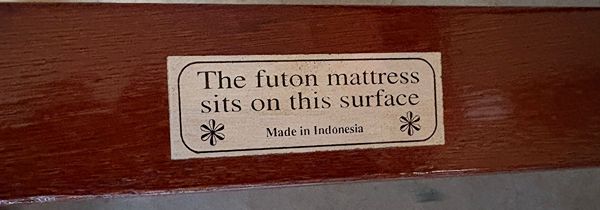 The futon mattress
sits on this surface
Made in Indonesia